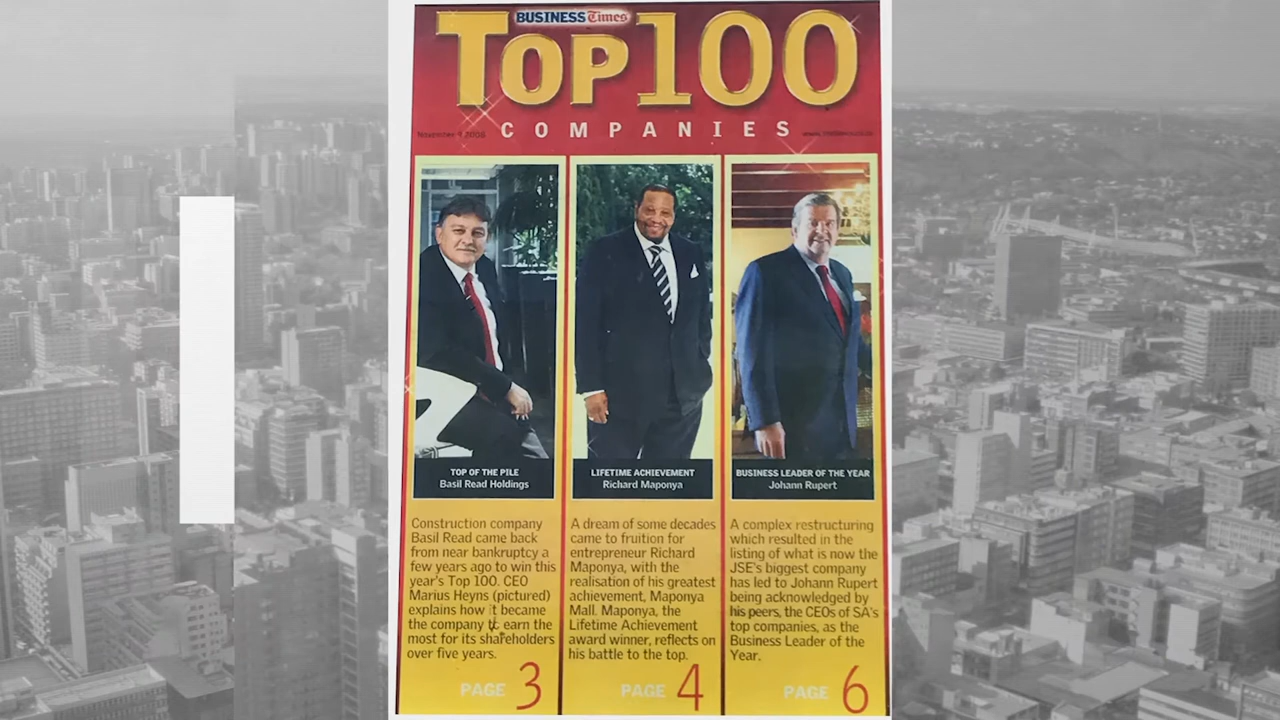 BUSINESS Times
TOP 100
COMPANIES
TOP OF THE PILE
Basil Read Holdings
Construction company
Basil Read came back
from near bankruptcy a
few years ago to win this
year's Top 100. CEO
Marius Heyns (pictured)
explains how it became
the company to earn the
most for its shareholders
over five years.
PAGE 3
LIFETIME ACHIEVEMENT
Richard Maponya
A dream of some decades
came to fruition for
entrepreneur Richard
Maponya, with the
realisation of his greatest
achievement, Maponya
Mall. Maponya, the
Lifetime Achievement
award winner, reflects on
his battle to the top.
PAGE 4
BUSINESS LEADER OF THE YEAR
Johann Rupert
A complex restructuring
which resulted in the
listing of what is now the
JSE's biggest company
has led to Johann Rupert
being acknowledged by
his peers, the CEOs of SA's
top companies, as the
Business Leader of the
Year.
PAGE 6